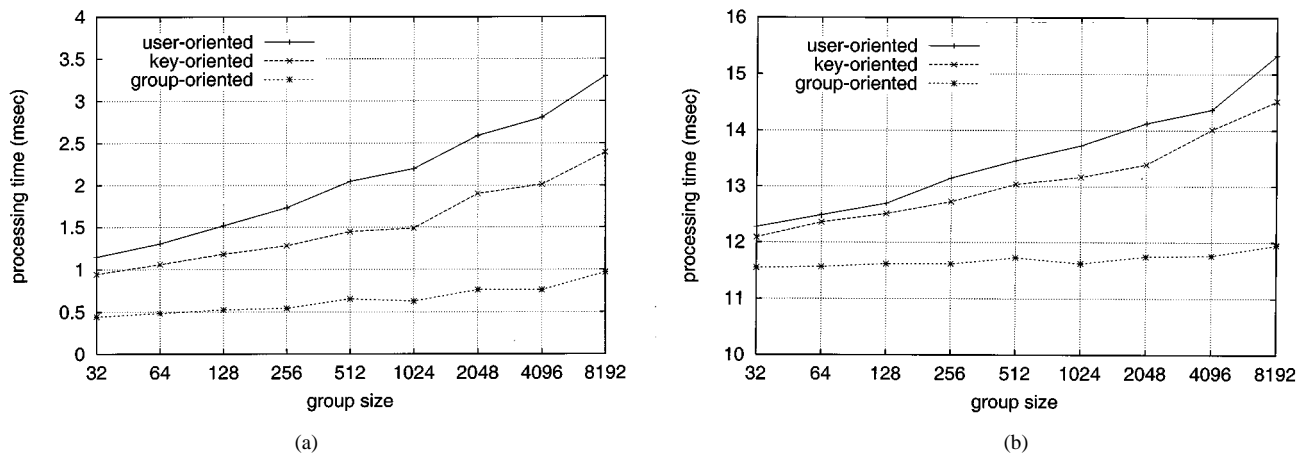 4
3.5
3
2.5
2
1.5
1
0.5
0
processing time (msec)
user-oriented
key-oriented
group-oriented
32 64 128 256 512 1024 2048 4096 8192
group size
(a)
16
15
14
13
12
11
10
processing time (msec)
user-oriented
key-oriented
group-oriented
32 64 128 256 512 1024 2048 4096 8192
group size
(b)